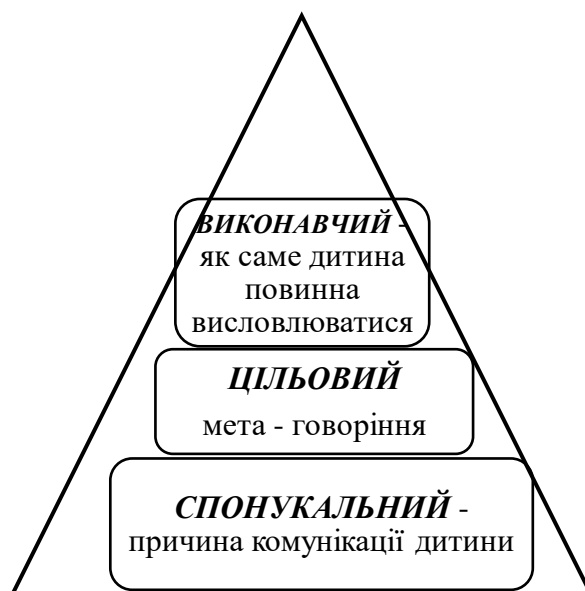 ВИКОНАВЧИЙ -
як саме дитина
повинна
висловлюватися
ЦІЛЬОВИЙ
мета - говоріння
СПОНУКАЛЬНИЙ -
причина комунікації дитини